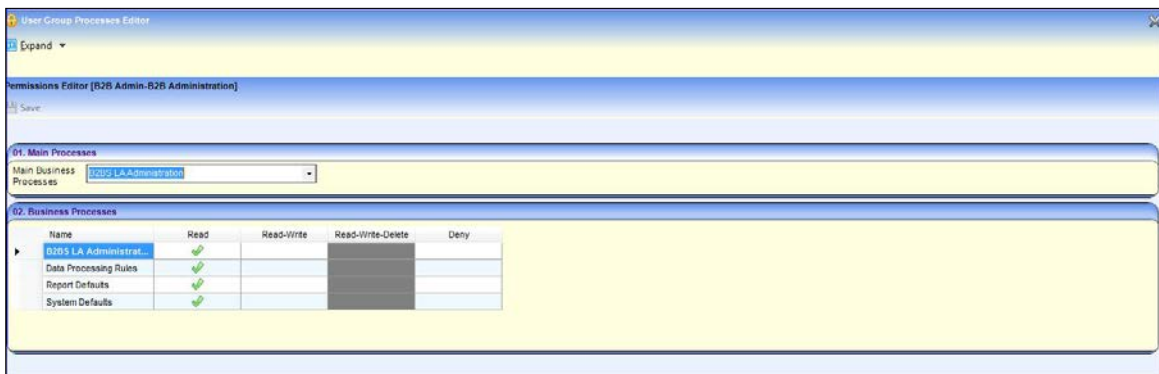 User Group Processes Editor
Expand
Permissions Editor [B2B Admin-B2B Administration]
Save
01. Main Processes
Main Business
Processes
B2BS LA Administration
02. Business Processes
Name Read Read-Write Read-Write-Delete Deny
B2BS LA Administrat...
Data Processing Rules
Report Defaults
System Defaults